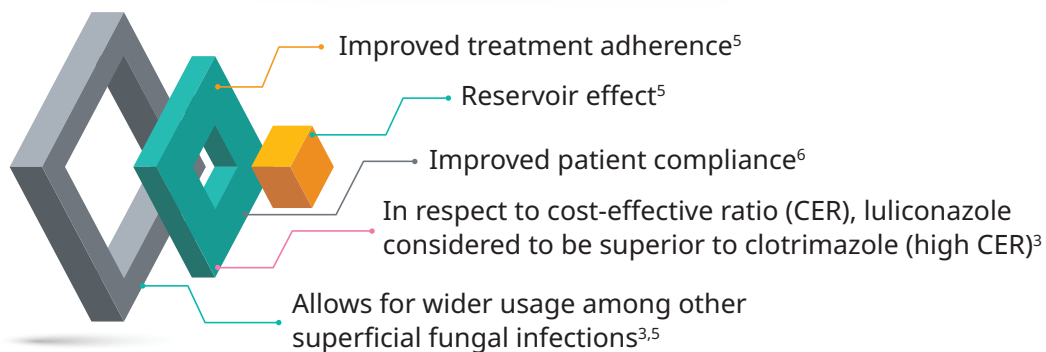 Improved treatment adherence⁵
Reservoir effect⁵
Improved patient compliance⁶
In respect to cost-effective ratio (CER), luliconazole
considered to be superior to clotrimazole (high CER)³
Allows for wider usage among other
superficial fungal infections³,⁵